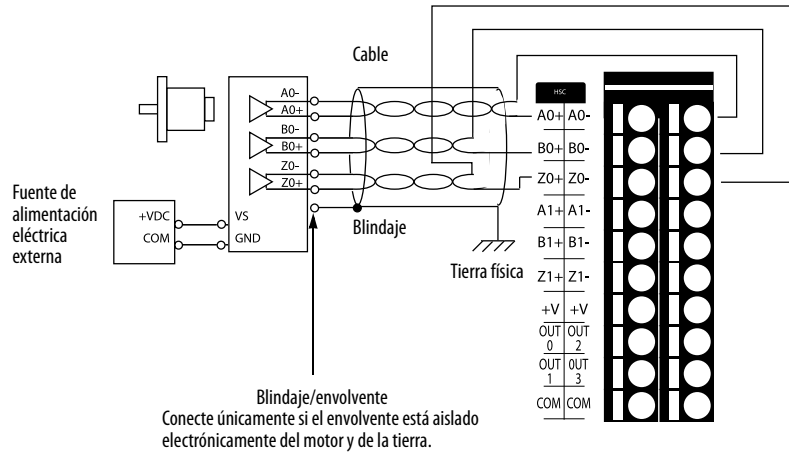 Cable
A0-
A0+
B0-
B0+
Z0-
Z0+
Fuente de
alimentación
eléctrica
externa
+VDC
COM
VS
GND
Blindaje
Tierra física
HSC
A0+ A0-
B0+ B0-
Z0+ Z0-
A1+ A1-
B1+ B1-
Z1+ Z1-
+V +V
OUT OUT
0 2
OUT 0UT
1 3
COM COM
Blindaje/envolvente
Conecte únicamente si el envolvente está aislado
electrónicamente del motor y de la tierra.